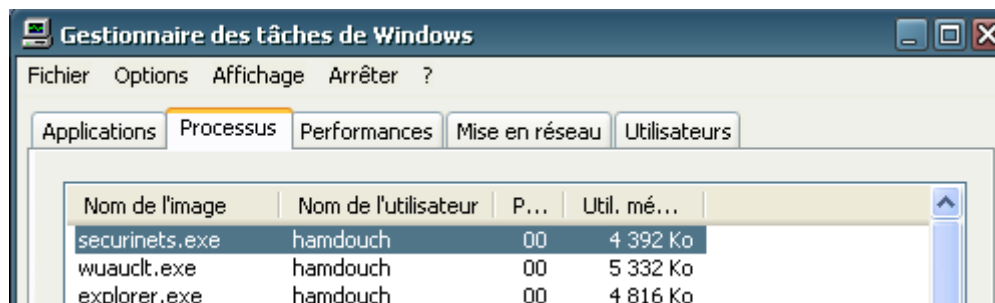 Gestionnaire des tâches de Windows
Fichier Options Affichage Arrêter ?
Applications Processus Performances Mise en réseau Utilisateurs
Nom de l'image Nom de l'utilisateur P... Util. mé...
securinets.exe hamdouch 00 4 392 Ko
wuauclt.exe hamdouch 00 5 332 Ko
explorer.exe hamdouch 00 4 816 Ko